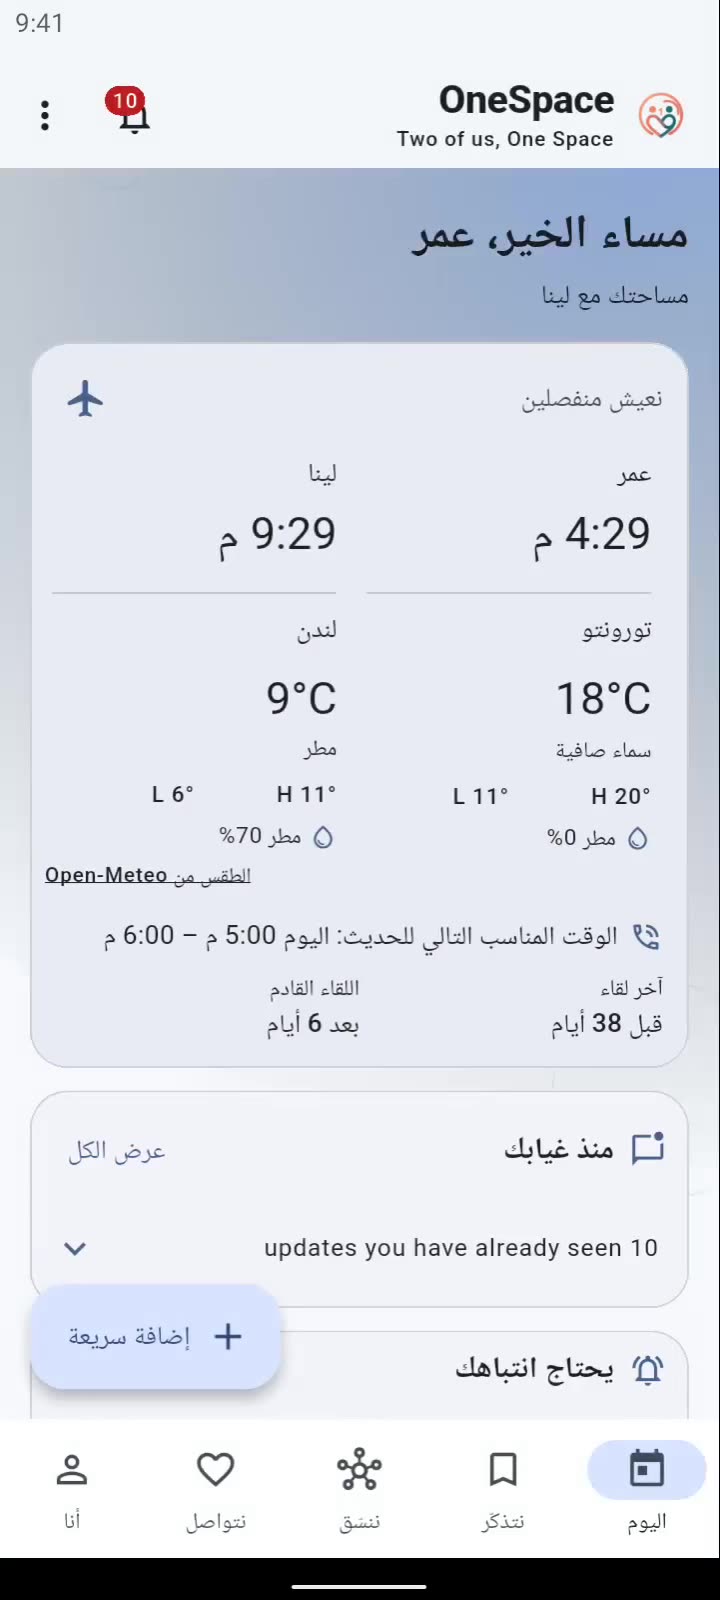 9:41
OneSpace
10
Two of us, One Space
مساء الخير، عمر
مساحتك مع لينا
نعيش منفصلين
عمر
لينا
4:29 م
9:29 م
تورونتو
لندن
18°C
9°C
سماء صافية
مطر
H 20°
L 11°
H 11°
L 6°
مطر 0%
مطر 70%
الطقس من Open-Meteo
الوقت المناسب التالي للحديث: اليوم 5:00 م – 6:00 م
آخر لقاء
اللقاء القادم
قبل 38 أيام
بعد 6 أيام
منذ غيابك
عرض الكل
10 updates you have already seen
إضافة سريعة
يحتاج انتباهك
اليوم
نتذكّر
ننسّق
نتواصل
أنا